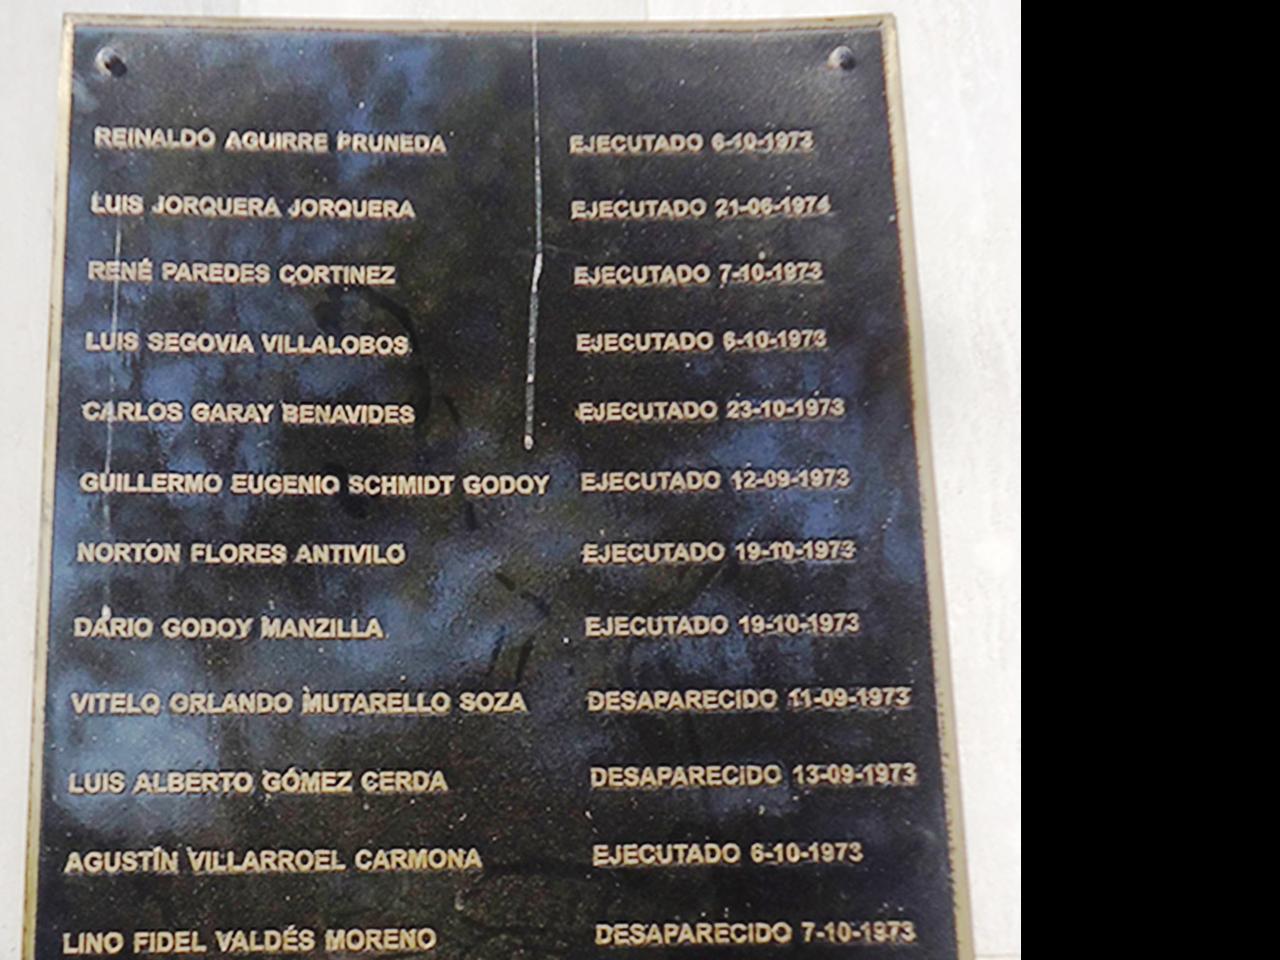 REINALDO AGUIRRE PRUNEDA EJECUTADO 6-10-1973
LUIS JORQUERA JORQUERA EJECUTADO 21-06-1974
RENÉ PAREDES CORTINEZ EJECUTADO 7-10-1973
LUIS SEGOVIA VILLALOBOS EJECUTADO 6-10-1973
CARLOS GARAY BENAVIDES EJECUTADO 23-10-1973
GUILLERMO EUGENIO SCHMIDT GODOY EJECUTADO 12-09-1973
NORTON FLORES ANTIVILO EJECUTADO 19-10-1973
DARIO GODOY MANZILLA EJECUTADO 19-10-1973
VITELO ORLANDO MUTARELLO SOZA DESAPARECIDO 11-09-1973
LUIS ALBERTO GÓMEZ CERDA DESAPARECIDO 13-09-1973
AGUSTÍN VILLARROEL CARMONA EJECUTADO 6-10-1973
LINO FIDEL VALDÉS MORENO DESAPARECIDO 7-10-1973